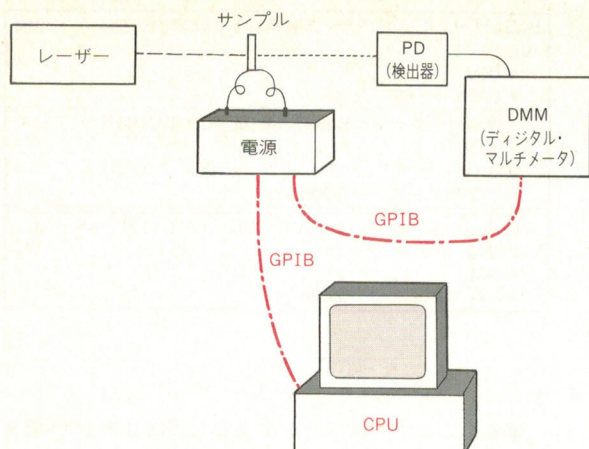 サンプル
レーザー
PD
(検出器)
DMM
(ディジタル・
マルチメータ)
電源
GPIB
GPIB
CPU